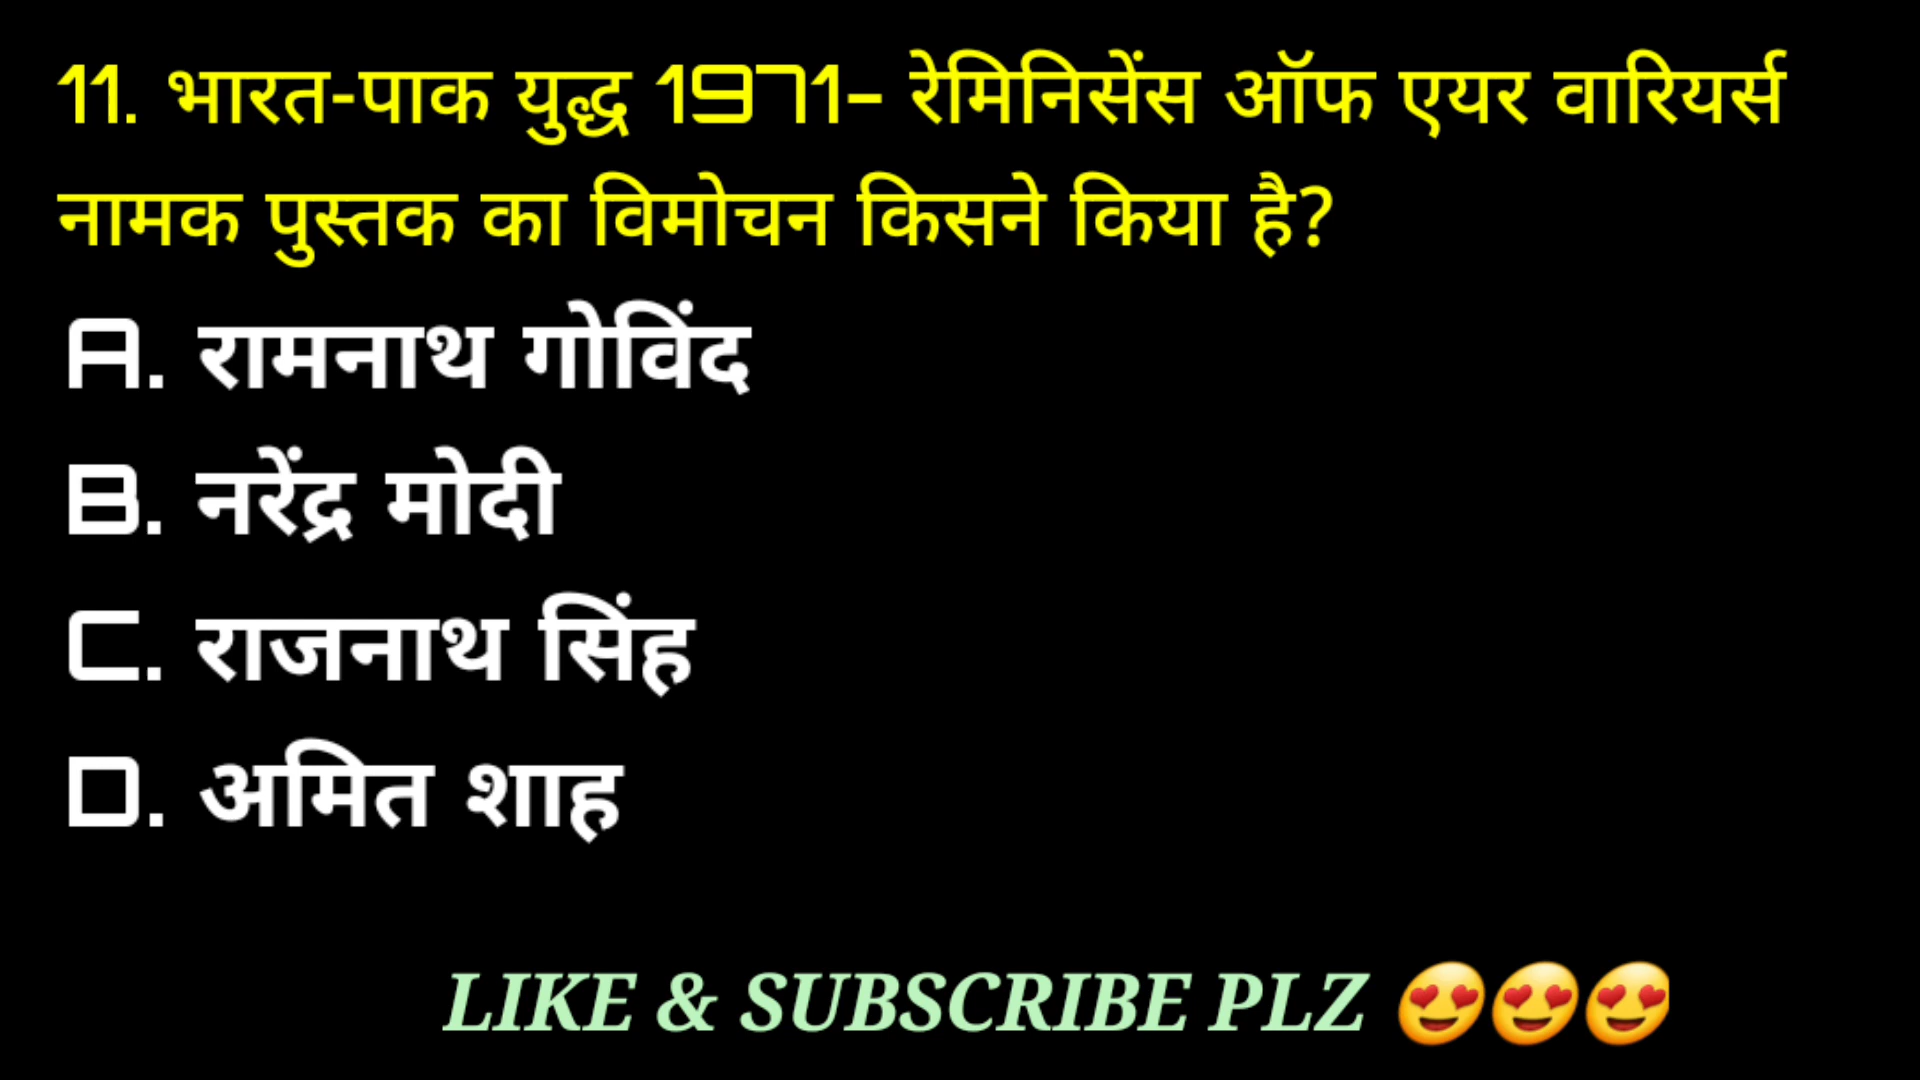 11. भारत-पाक युद्ध 1971- रेमिनिसेंस ऑफ एयर वारियर्स
नामक पुस्तक का विमोचन किसने किया है?
A. रामनाथ गोविंद
B. नरेंद्र मोदी
C. राजनाथ सिंह
D. अमित शाह
LIKE & SUBSCRIBE PLZ 😍😍😍